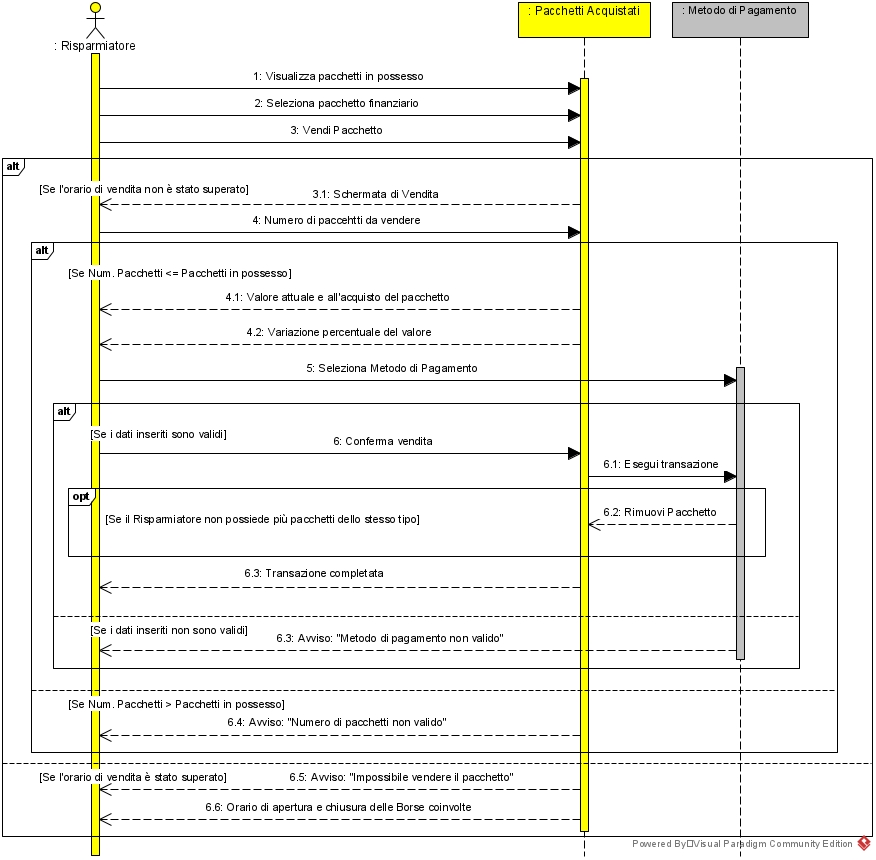 : Risparmiatore
: Pacchetti Acquistati
: Metodo di Pagamento
1: Visualizza pacchetti in possesso
2: Seleziona pacchetto finanziario
3: Vendi Pacchetto
alt
[Se l'orario di vendita non è stato superato]
3.1: Schermata di Vendita
4: Numero di paccehtti da vendere
alt
[Se Num. Pacchetti <= Pacchetti in possesso]
4.1: Valore attuale e all'acquisto del pacchetto
4.2: Variazione percentuale del valore
5: Seleziona Metodo di Pagamento
alt
[Se i dati inseriti sono validi]
6: Conferma vendita
6.1: Esegui transazione
opt
[Se il Risparmiatore non possiede più pacchetti dello stesso tipo]
6.2: Rimuovi Pacchetto
6.3: Transazione completata
[Se i dati inseriti non sono validi]
6.3: Avviso: "Metodo di pagamento non valido"
[Se Num. Pacchetti > Pacchetti in possesso]
6.4: Avviso: "Numero di pacchetti non valido"
[Se l'orario di vendita è stato superato]
6.5: Avviso: "Impossibile vendere il pacchetto"
6.6: Orario di apertura e chiusura delle Borse coinvolte
Powered By Visual Paradigm Community Edition